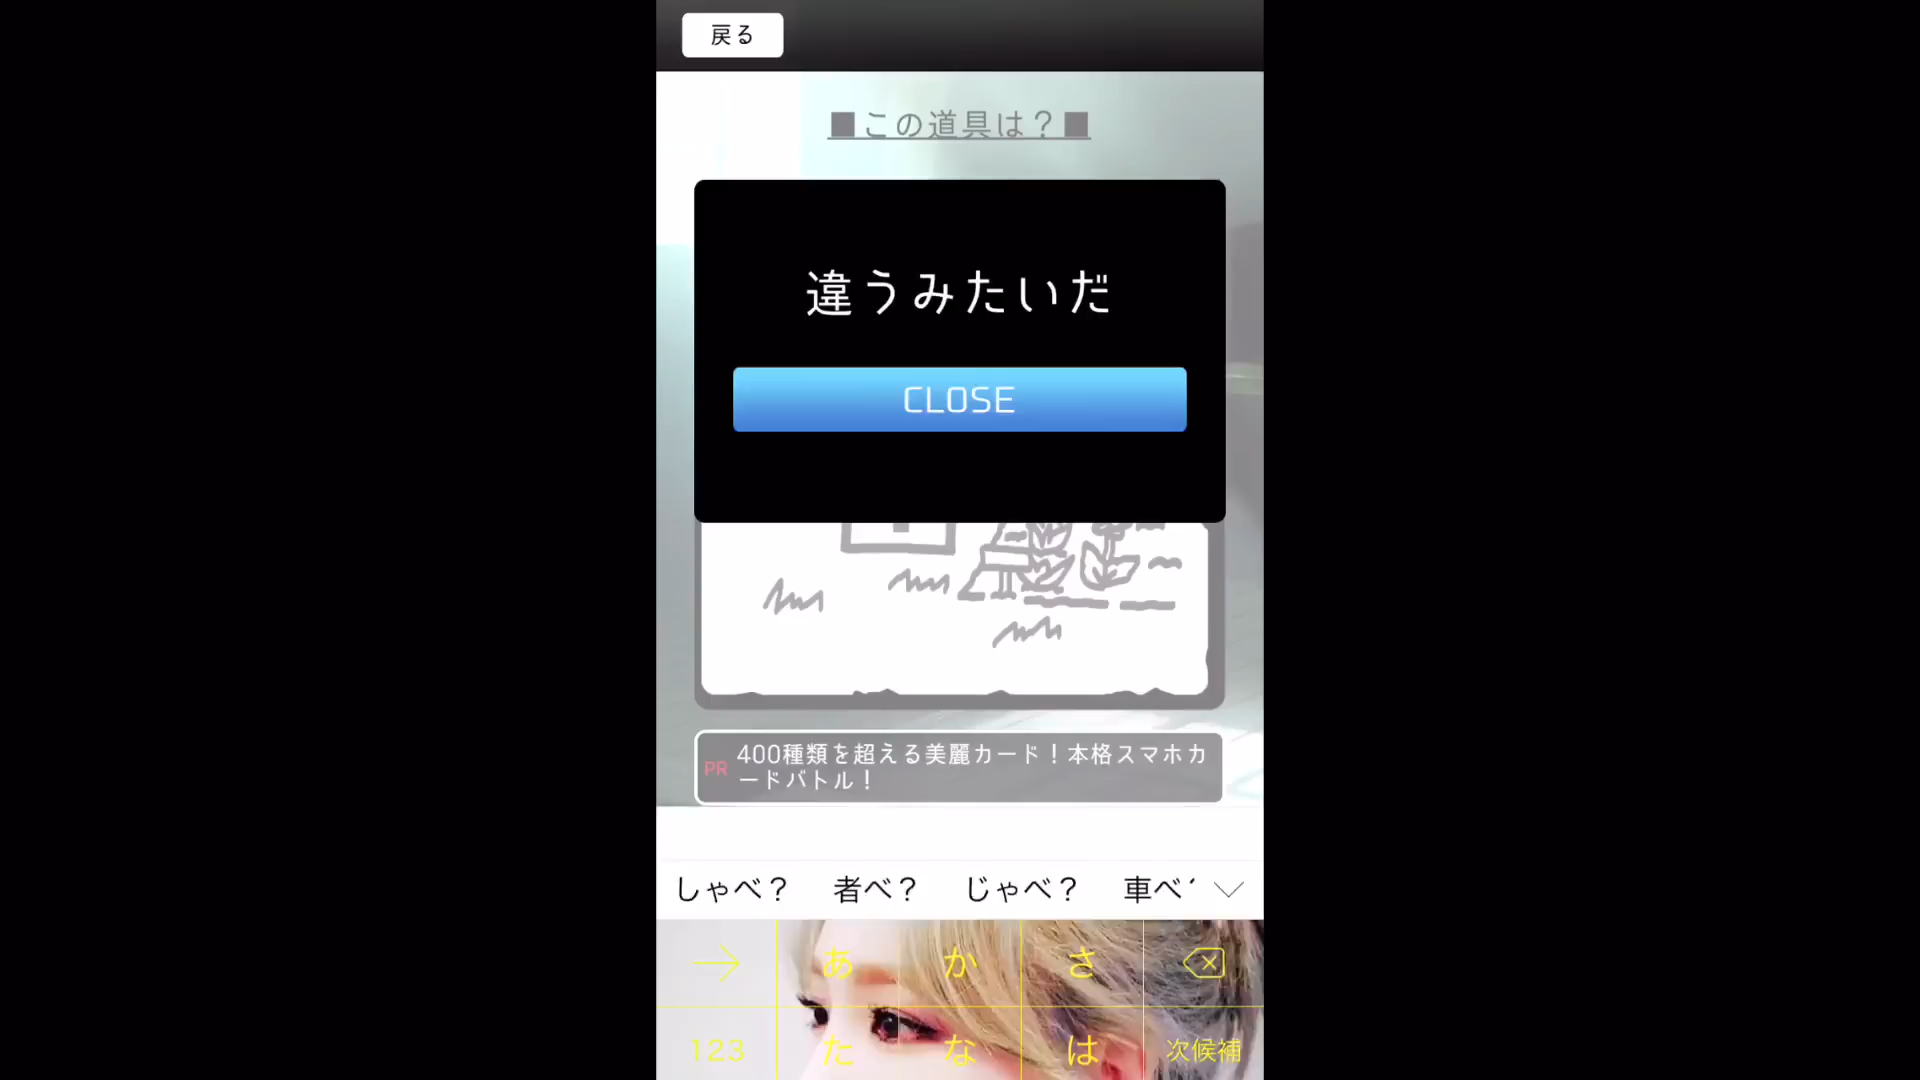 戻る
■この道具は？■
違うみたいだ
CLOSE
PR 400種類を超える美麗カード！本格スマホカ
ードバトル！
しゃべ？ 者べ？ じゃべ？ 車べ
→ あ か さ
123 た な は 次候補